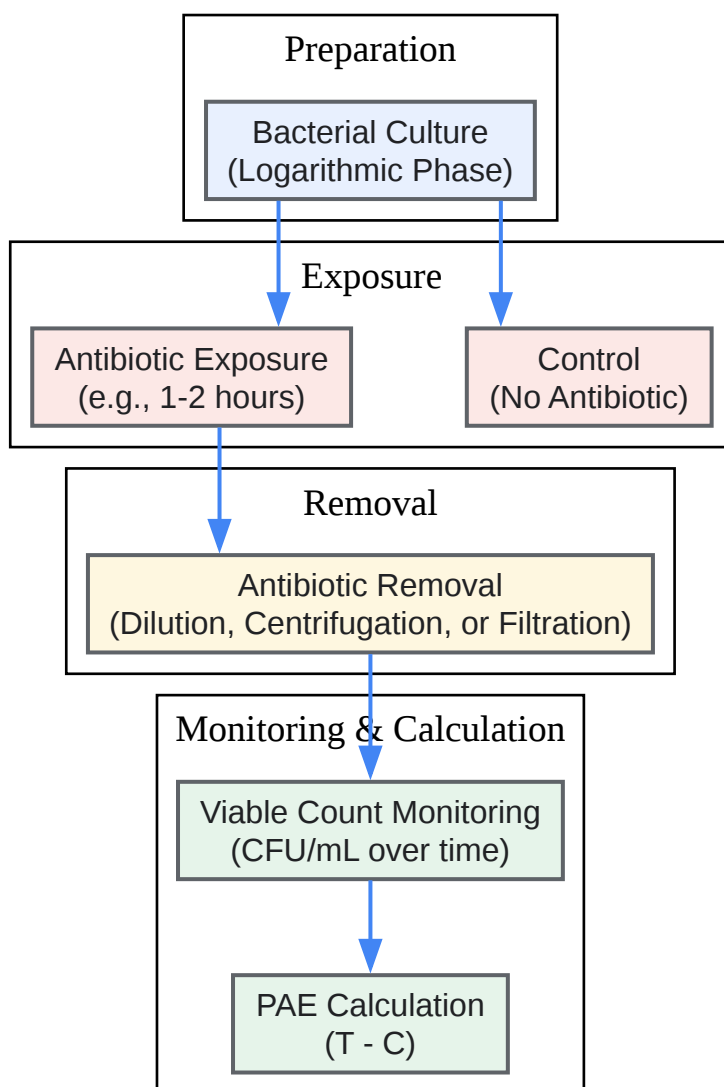 Preparation
Bacterial Culture
(Logarithmic Phase)
Exposure
Antibiotic Exposure
(e.g., 1-2 hours)
Control
(No Antibiotic)
Removal
Antibiotic Removal
(Dilution, Centrifugation, or Filtration)
Monitoring & Calculation
Viable Count Monitoring
(CFU/mL over time)
PAE Calculation
(T - C)